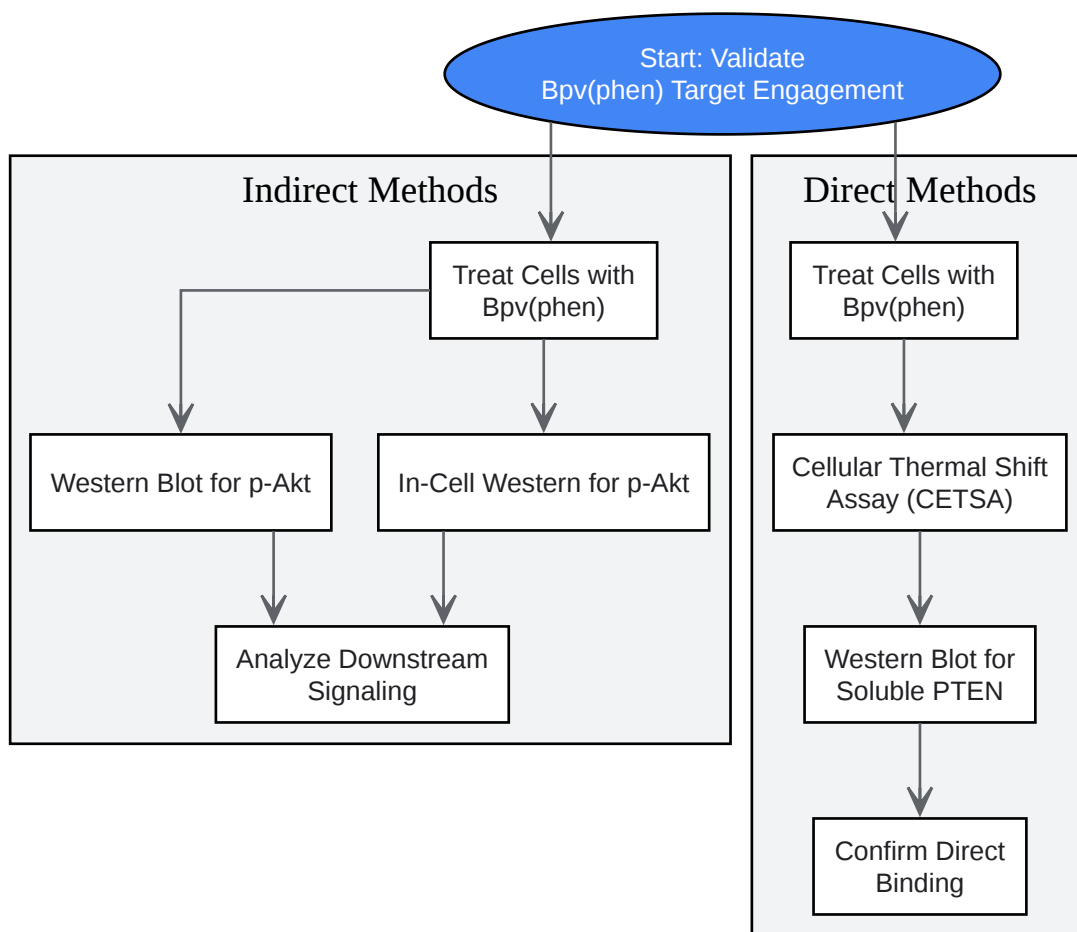 Start: Validate
Bpv(phen) Target Engagement
Indirect Methods
Treat Cells with
Bpv(phen)
Western Blot for p-Akt
In-Cell Western for p-Akt
Analyze Downstream
Signaling
Direct Methods
Treat Cells with
Bpv(phen)
Cellular Thermal Shift
Assay (CETSA)
Western Blot for
Soluble PTEN
Confirm Direct
Binding